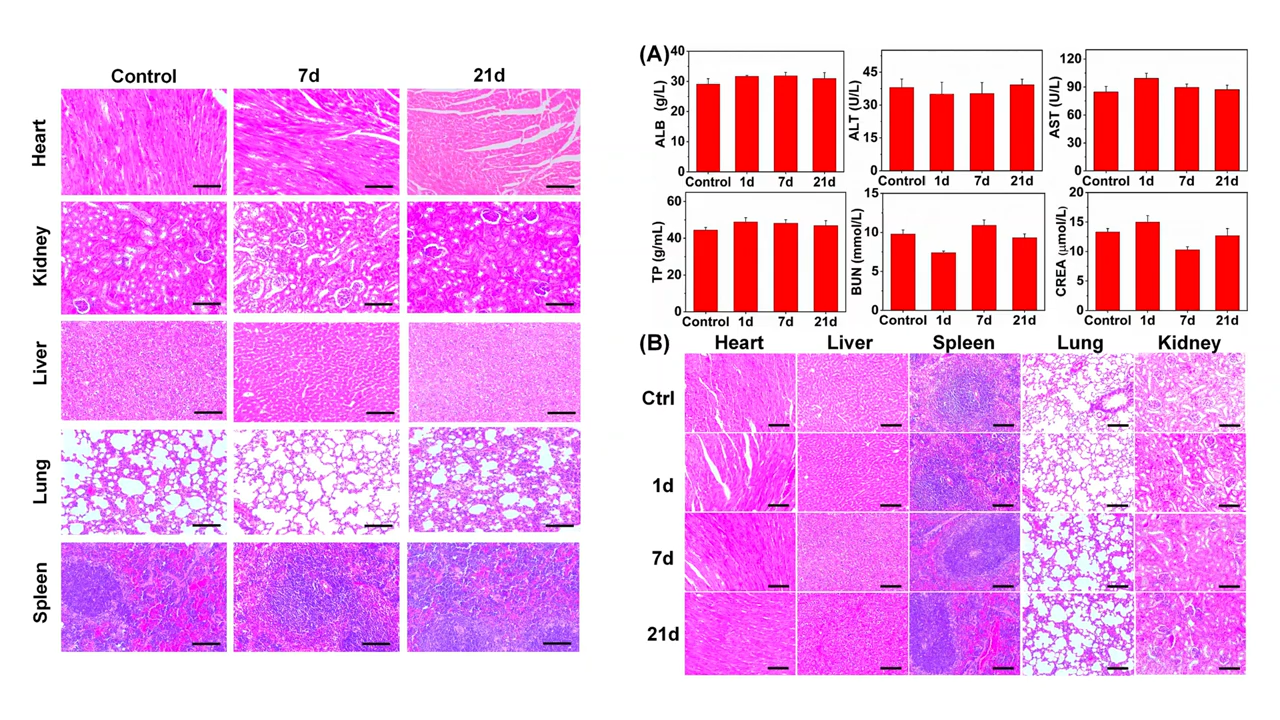 Control 7d 21d
Heart
Kidney
Liver
Lung
Spleen
(A)
ALB (g/L)
40
30
20
10
0
Control 1d 7d 21d
ALT (U/L)
45
30
15
0
Control 1d 7d 21d
AST (U/L)
120
90
60
30
0
Control 1d 7d 21d
TP (g/mL)
60
40
20
0
Control 1d 7d 21d
BUN (mmol/L)
15
10
5
0
Control 1d 7d 21d
CREA (μmol/L)
20
15
10
5
0
Control 1d 7d 21d
(B)
Heart Liver Spleen Lung Kidney
Ctrl
1d
7d
21d